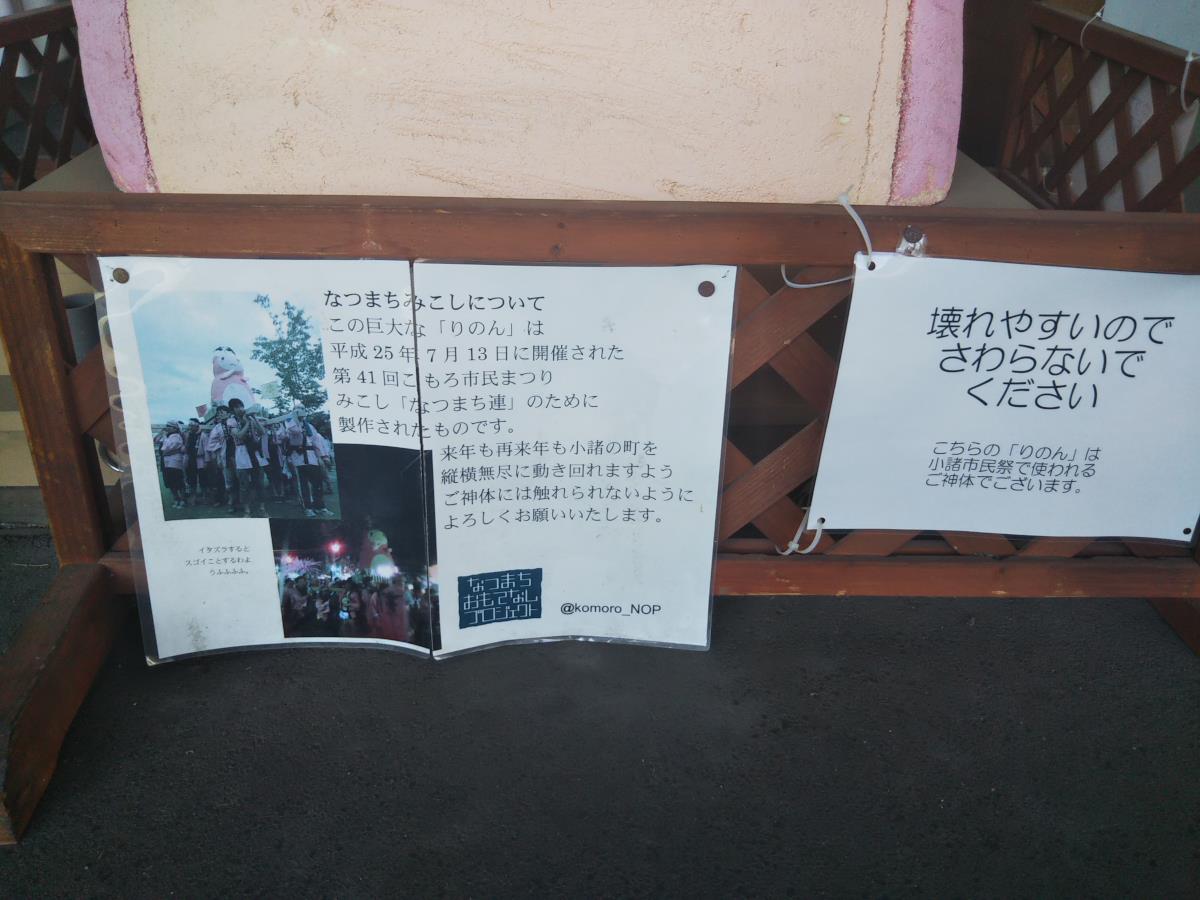 なつまちみこしについて
この巨大な「りのん」は
平成25年7月13日に開催された
第41回こもろ市民まつり
みこし「なつまち連」のために
製作されたものです。
来年も再来年も小諸の町を
縦横無尽に動き回れますよう
ご神体には触れられないように
よろしくお願いいたします。
イタズラすると
スゴイことするわよ
うふふふふ。
なつまち
おもてなし
プロジェクト
@komoro_NOP
壊れやすいので
さわらないで
ください
こちらの「りのん」は
小諸市民祭で使われる
ご神体でございます。